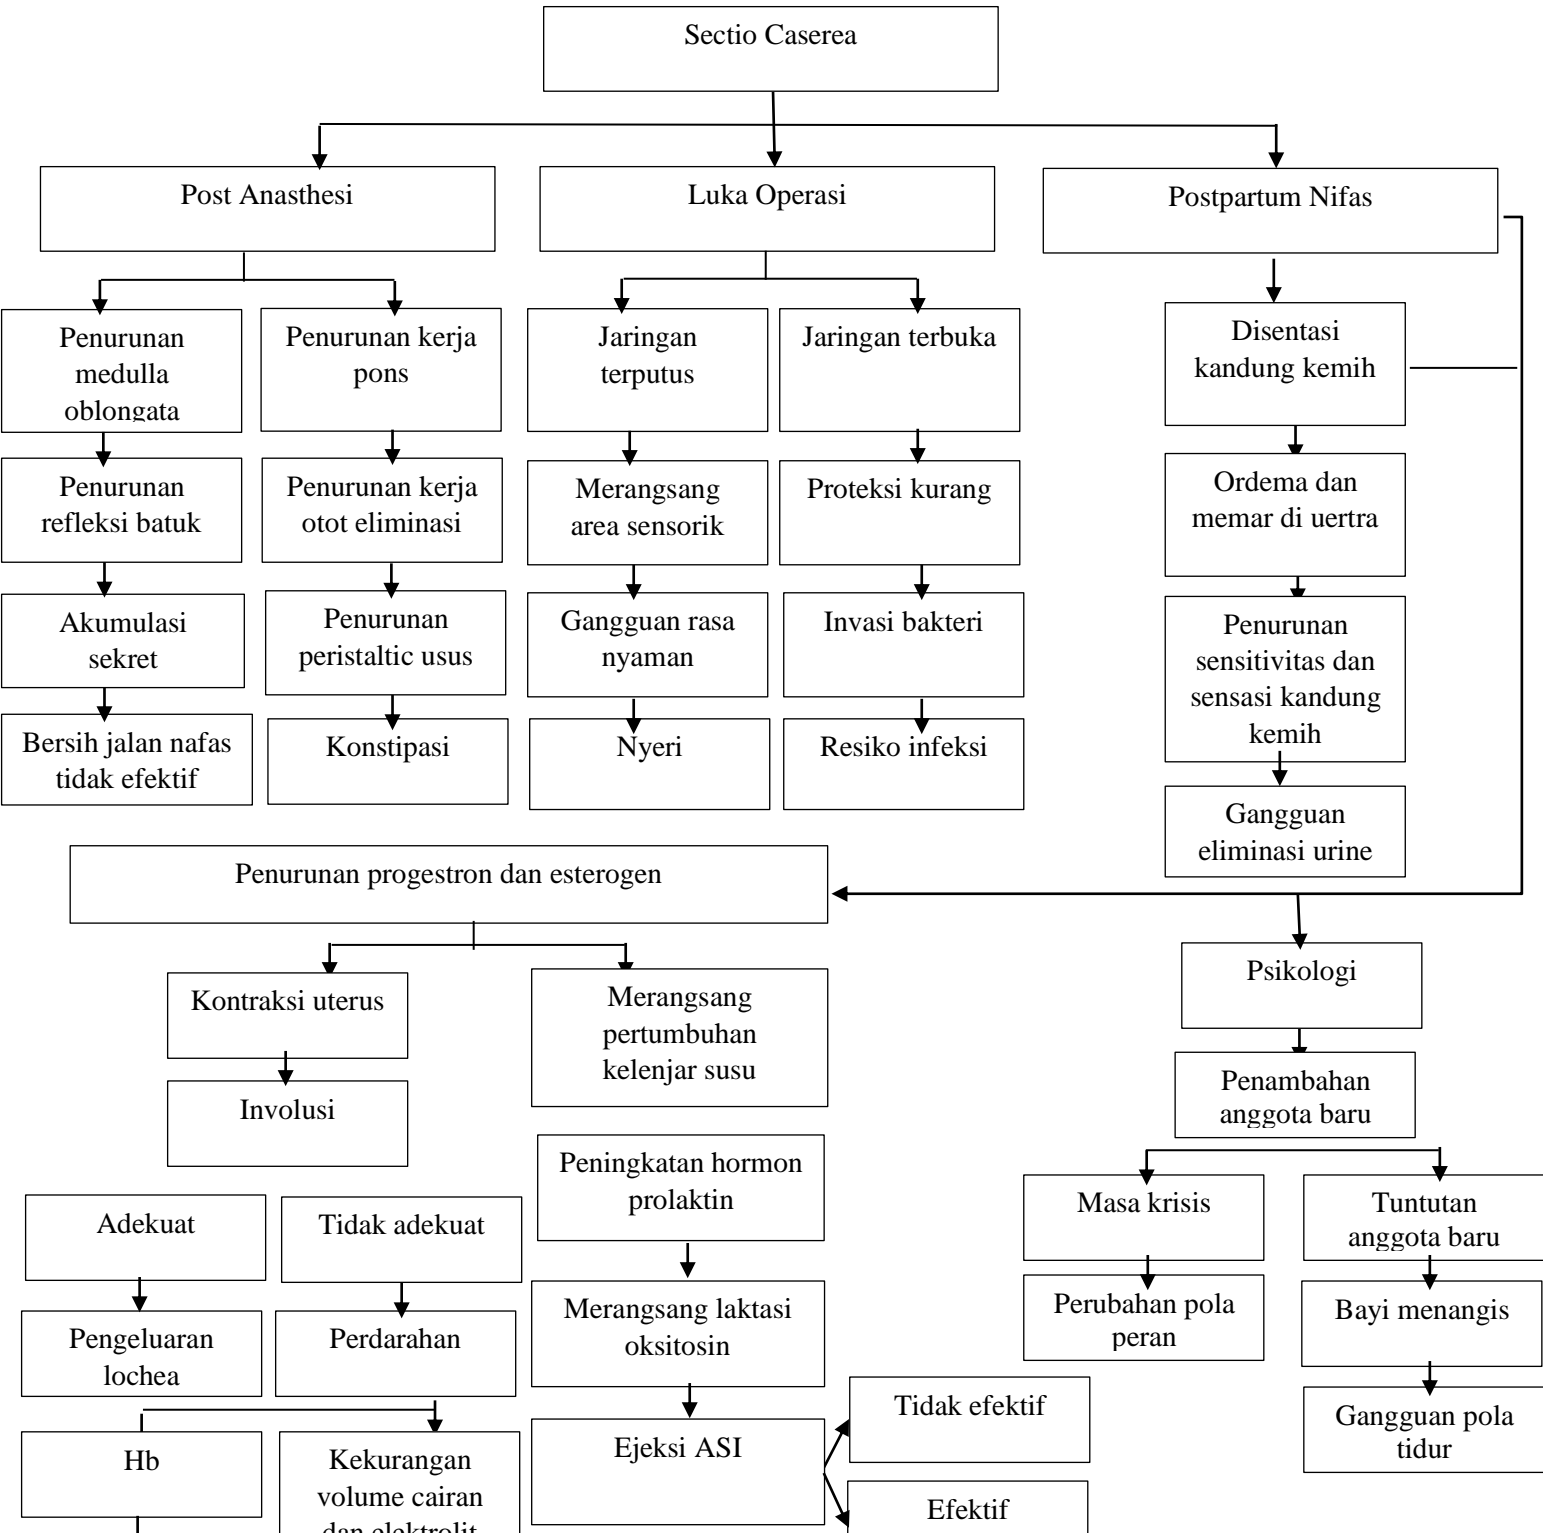 Sectio Caserea
Post Anasthesi
Luka Operasi
Postpartum Nifas
Penurunan
medulla
oblongata
Penurunan kerja
pons
Jaringan
terputus
Jaringan terbuka
Disentasi
kandung kemih
Penurunan
refleksi batuk
Penurunan kerja
otot eliminasi
Merangsang
area sensorik
Proteksi kurang
Ordema dan
memar di uertra
Akumulasi
sekret
Penurunan
peristaltic usus
Gangguan rasa
nyaman
Invasi bakteri
Penurunan
sensitivitas dan
sensasi kandung
kemih
Bersih jalan nafas
tidak efektif
Konstipasi
Nyeri
Resiko infeksi
Gangguan
eliminasi urine
Penurunan progestron dan esterogen
Kontraksi uterus
Merangsang
pertumbuhan
kelenjar susu
Psikologi
Involusi
Penambahan
anggota baru
Peningkatan hormon
prolaktin
Adekuat
Tidak adekuat
Masa krisis
Tuntutan
anggota baru
Pengeluaran
lochea
Perdarahan
Merangsang laktasi
oksitosin
Perubahan pola
peran
Bayi menangis
Hb
Kekurangan
volume cairan
dan elektrolit
Ejeksi ASI
Tidak efektif
Efektif
Gangguan pola
tidur